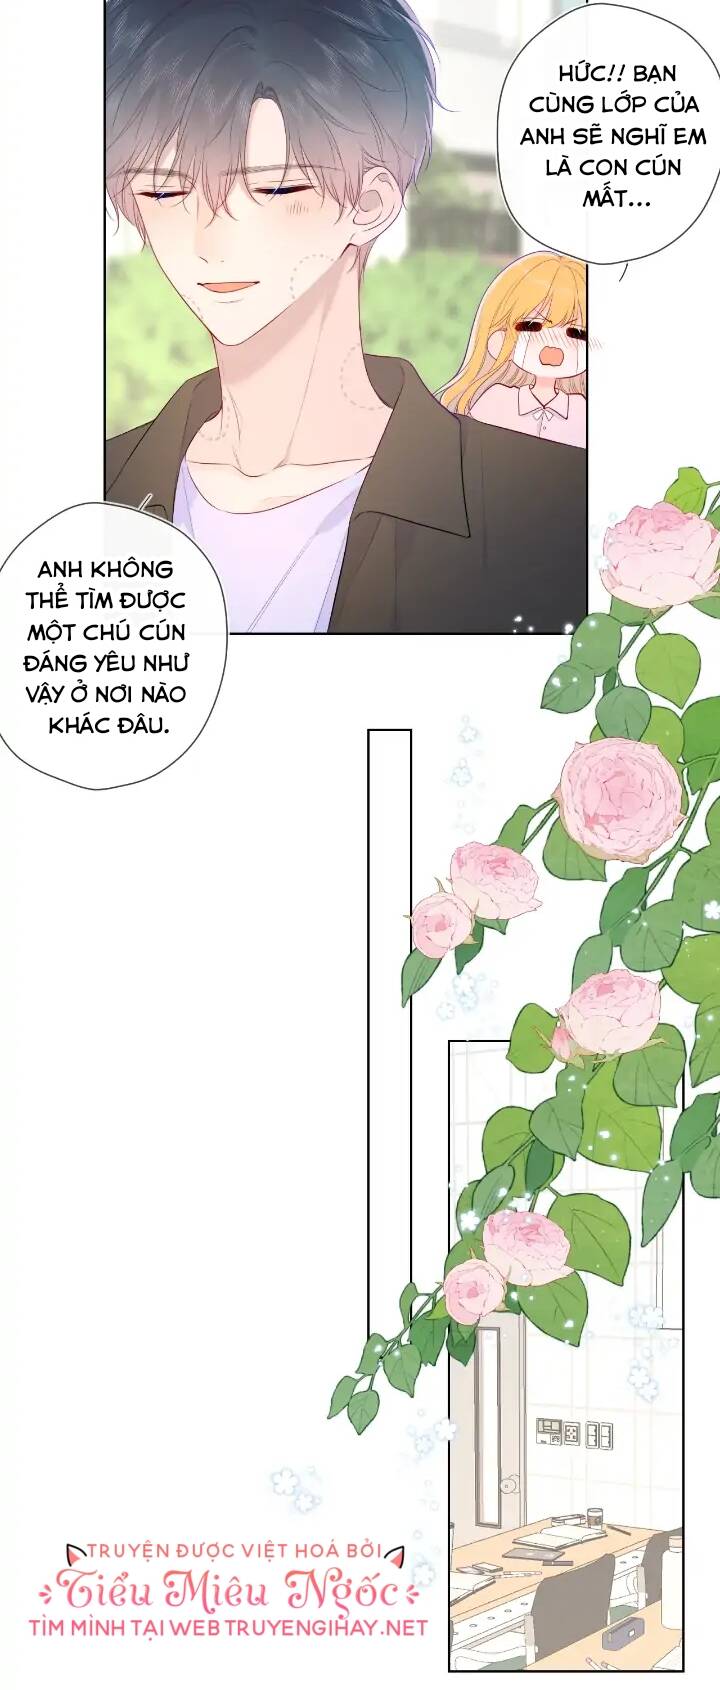 HỨC!! BẠN
CÙNG LỚP CỦA
ANH SẼ NGHĨ EM
LÀ CON CÚN
MẤT...
ANH KHÔNG
THỂ TÌM ĐƯỢC
MỘT CHÚ CÚN
ĐÁNG YÊU NHƯ
VẬY Ở NƠI NÀO
KHÁC ĐÂU.
TRUYỆN ĐƯỢC VIỆT HOÁ BỞI
Tiểu Miêu Ngốc
TÌM MÌNH TẠI WEB TRUYENGIHAY.NET